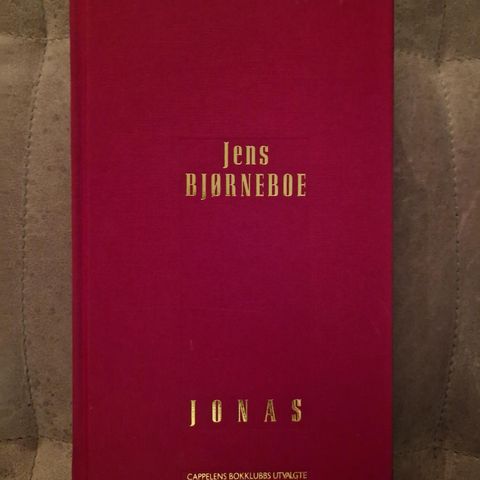 Jens
BJØRNEBOE
JONAS
CAPPELENS BOKKLUBBS UTVALGTE